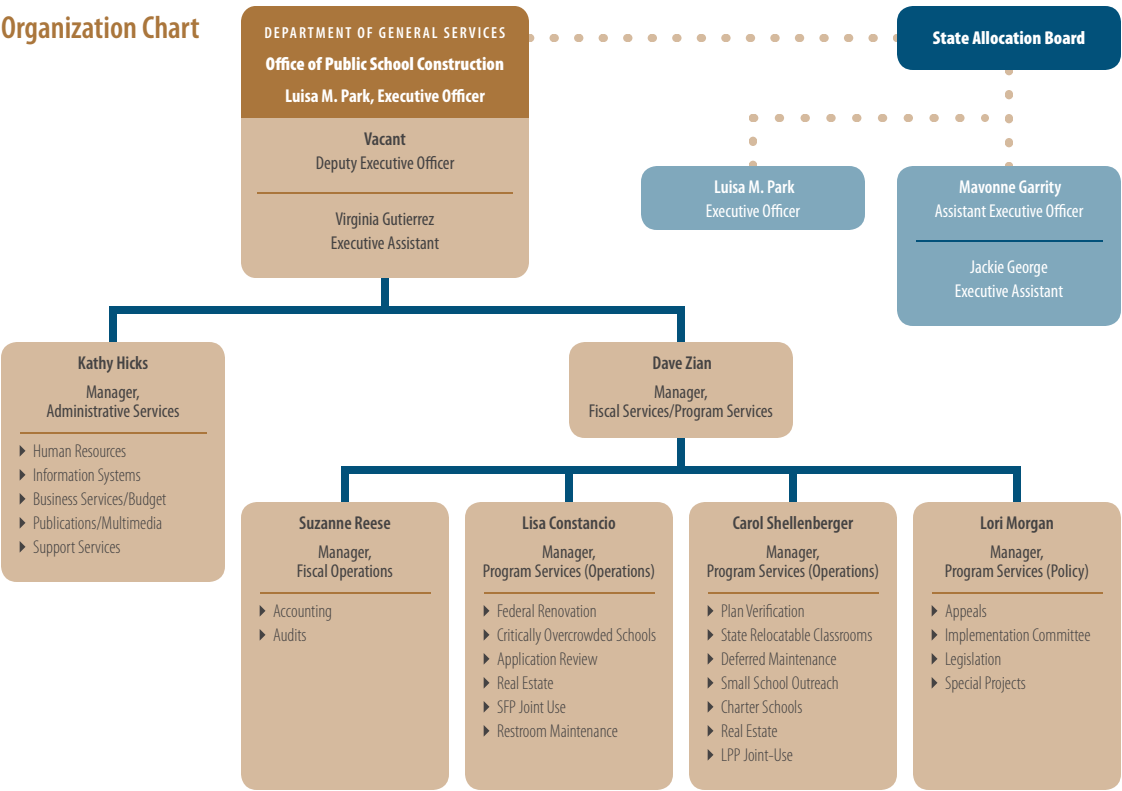 Organization Chart
DEPARTMENT OF GENERAL SERVICES
Office of Public School Construction
Luisa M. Park, Executive Officer
Vacant
Deputy Executive Officer
Virginia Gutierrez
Executive Assistant
State Allocation Board
Luisa M. Park
Executive Officer
Mavonne Garrity
Assistant Executive Officer
Jackie George
Executive Assistant
Kathy Hicks
Manager,
Administrative Services
Human Resources
Information Systems
Business Services/Budget
Publications/Multimedia
Support Services
Dave Zian
Manager,
Fiscal Services/Program Services
Suzanne Reese
Manager,
Fiscal Operations
Accounting
Audits
Lisa Constancio
Manager,
Program Services (Operations)
Federal Renovation
Critically Overcrowded Schools
Application Review
Real Estate
SFP Joint Use
Restroom Maintenance
Carol Shellenberger
Manager,
Program Services (Operations)
Plan Verification
State Relocatable Classrooms
Deferred Maintenance
Small School Outreach
Charter Schools
Real Estate
LPP Joint-Use
Lori Morgan
Manager,
Program Services (Policy)
Appeals
Implementation Committee
Legislation
Special Projects